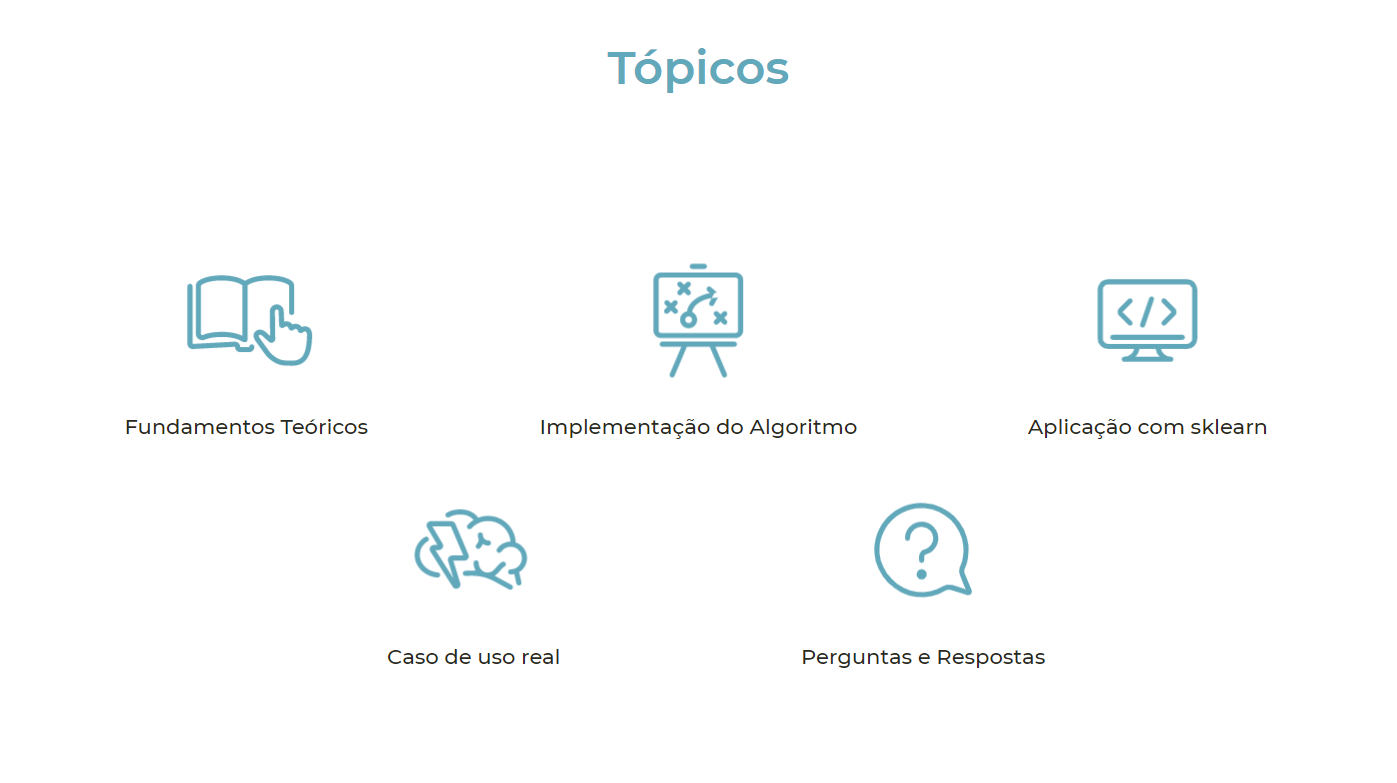 Tópicos
Fundamentos Teóricos
Implementação do Algoritmo
Aplicação com sklearn
Caso de uso real
Perguntas e Respostas